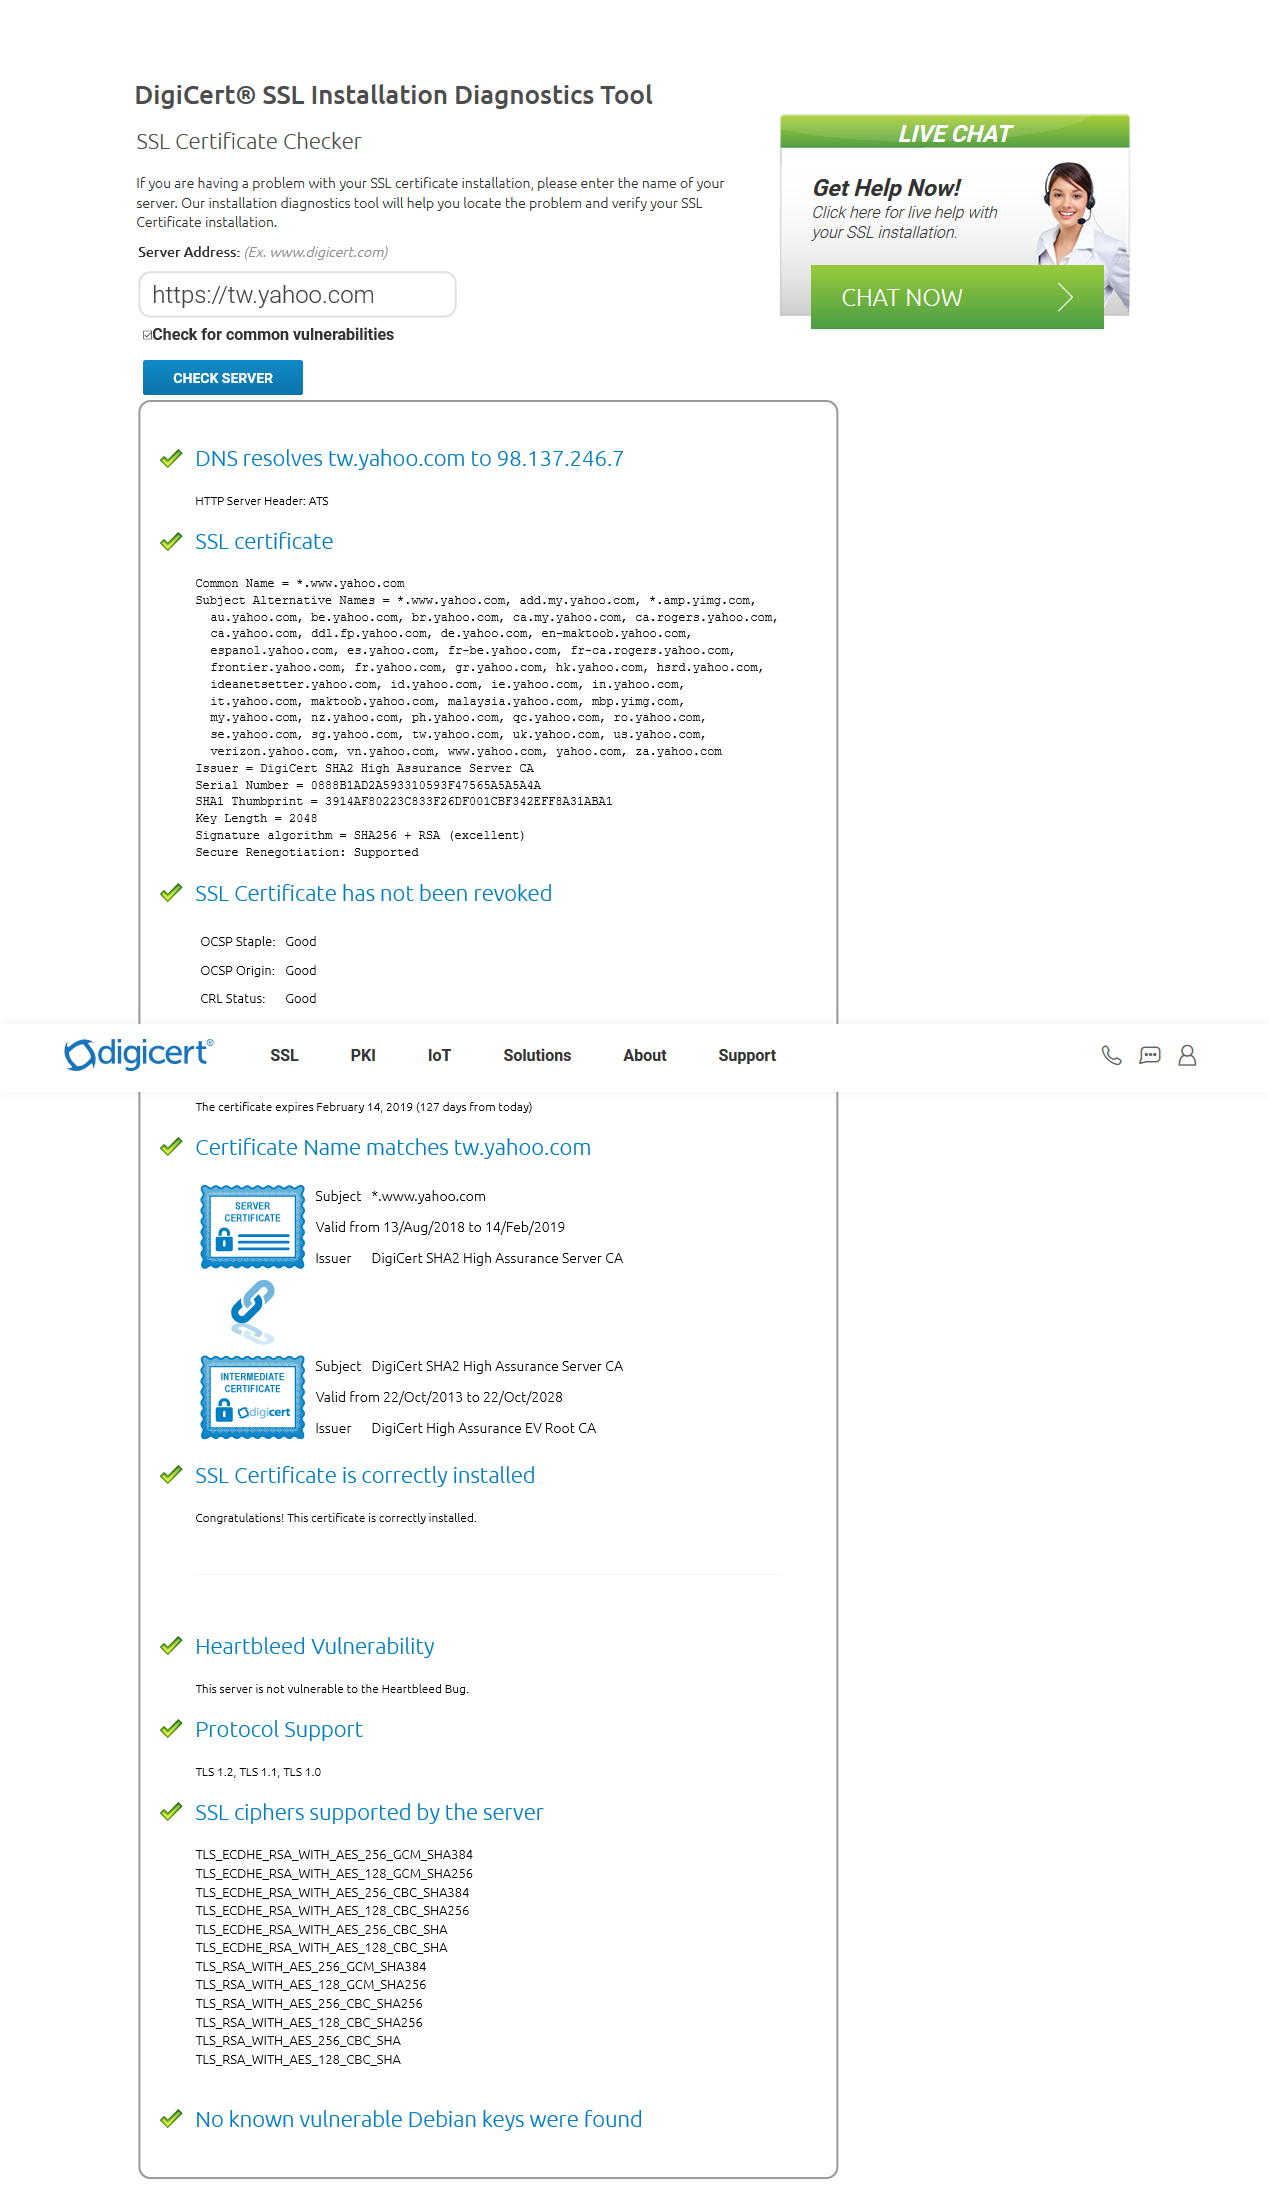 DigiCert® SSL Installation Diagnostics Tool
SSL Certificate Checker
If you are having a problem with your SSL certificate installation, please enter the name of your
server. Our installation diagnostics tool will help you locate the problem and verify your SSL
Certificate installation.
Server Address: (Ex. www.digicert.com)
https://tw.yahoo.com
Check for common vulnerabilities
CHECK SERVER
LIVE CHAT
Get Help Now!
Click here for live help with
your SSL installation.
CHAT NOW
DNS resolves tw.yahoo.com to 98.137.246.7
HTTP Server Header: ATS
SSL certificate
Common Name = *.www.yahoo.com
Subject Alternative Names = *.www.yahoo.com, add.my.yahoo.com, *.amp.yimg.com,
au.yahoo.com, be.yahoo.com, br.yahoo.com, ca.my.yahoo.com, ca.rogers.yahoo.com,
ca.yahoo.com, ddl.fp.yahoo.com, de.yahoo.com, en-maktoob.yahoo.com,
espanol.yahoo.com, es.yahoo.com, fr-be.yahoo.com, fr-ca.rogers.yahoo.com,
frontier.yahoo.com, fr.yahoo.com, gr.yahoo.com, hk.yahoo.com, hsrd.yahoo.com,
ideanetsetter.yahoo.com, id.yahoo.com, ie.yahoo.com, in.yahoo.com,
it.yahoo.com, maktoob.yahoo.com, malaysia.yahoo.com, mbp.yimg.com,
my.yahoo.com, nz.yahoo.com, ph.yahoo.com, qc.yahoo.com, ro.yahoo.com,
se.yahoo.com, sg.yahoo.com, tw.yahoo.com, uk.yahoo.com, us.yahoo.com,
verizon.yahoo.com, vn.yahoo.com, www.yahoo.com, yahoo.com, za.yahoo.com
Issuer = DigiCert SHA2 High Assurance Server CA
Serial Number = 0888B1AD2A593310593F47565A5A5A4A
SHA1 Thumbprint = 3914AF80223C833F26DF001CBF342EFF8A31ABA1
Key Length = 2048
Signature algorithm = SHA256 + RSA (excellent)
Secure Renegotiation: Supported
SSL Certificate has not been revoked
OCSP Staple: Good
OCSP Origin: Good
CRL Status: Good
digicert® SSL PKI IoT Solutions About Support
The certificate expires February 14, 2019 (127 days from today)
Certificate Name matches tw.yahoo.com
SERVER
CERTIFICATE
Subject *.www.yahoo.com
Valid from 13/Aug/2018 to 14/Feb/2019
Issuer DigiCert SHA2 High Assurance Server CA
INTERMEDIATE
CERTIFICATE
digicert
Subject DigiCert SHA2 High Assurance Server CA
Valid from 22/Oct/2013 to 22/Oct/2028
Issuer DigiCert High Assurance EV Root CA
SSL Certificate is correctly installed
Congratulations! This certificate is correctly installed.
Heartbleed Vulnerability
This server is not vulnerable to the Heartbleed Bug.
Protocol Support
TLS 1.2, TLS 1.1, TLS 1.0
SSL ciphers supported by the server
TLS_ECDHE_RSA_WITH_AES_256_GCM_SHA384
TLS_ECDHE_RSA_WITH_AES_128_GCM_SHA256
TLS_ECDHE_RSA_WITH_AES_256_CBC_SHA384
TLS_ECDHE_RSA_WITH_AES_128_CBC_SHA256
TLS_ECDHE_RSA_WITH_AES_256_CBC_SHA
TLS_ECDHE_RSA_WITH_AES_128_CBC_SHA
TLS_RSA_WITH_AES_256_GCM_SHA384
TLS_RSA_WITH_AES_128_GCM_SHA256
TLS_RSA_WITH_AES_256_CBC_SHA256
TLS_RSA_WITH_AES_128_CBC_SHA256
TLS_RSA_WITH_AES_256_CBC_SHA
TLS_RSA_WITH_AES_128_CBC_SHA
No known vulnerable Debian keys were found